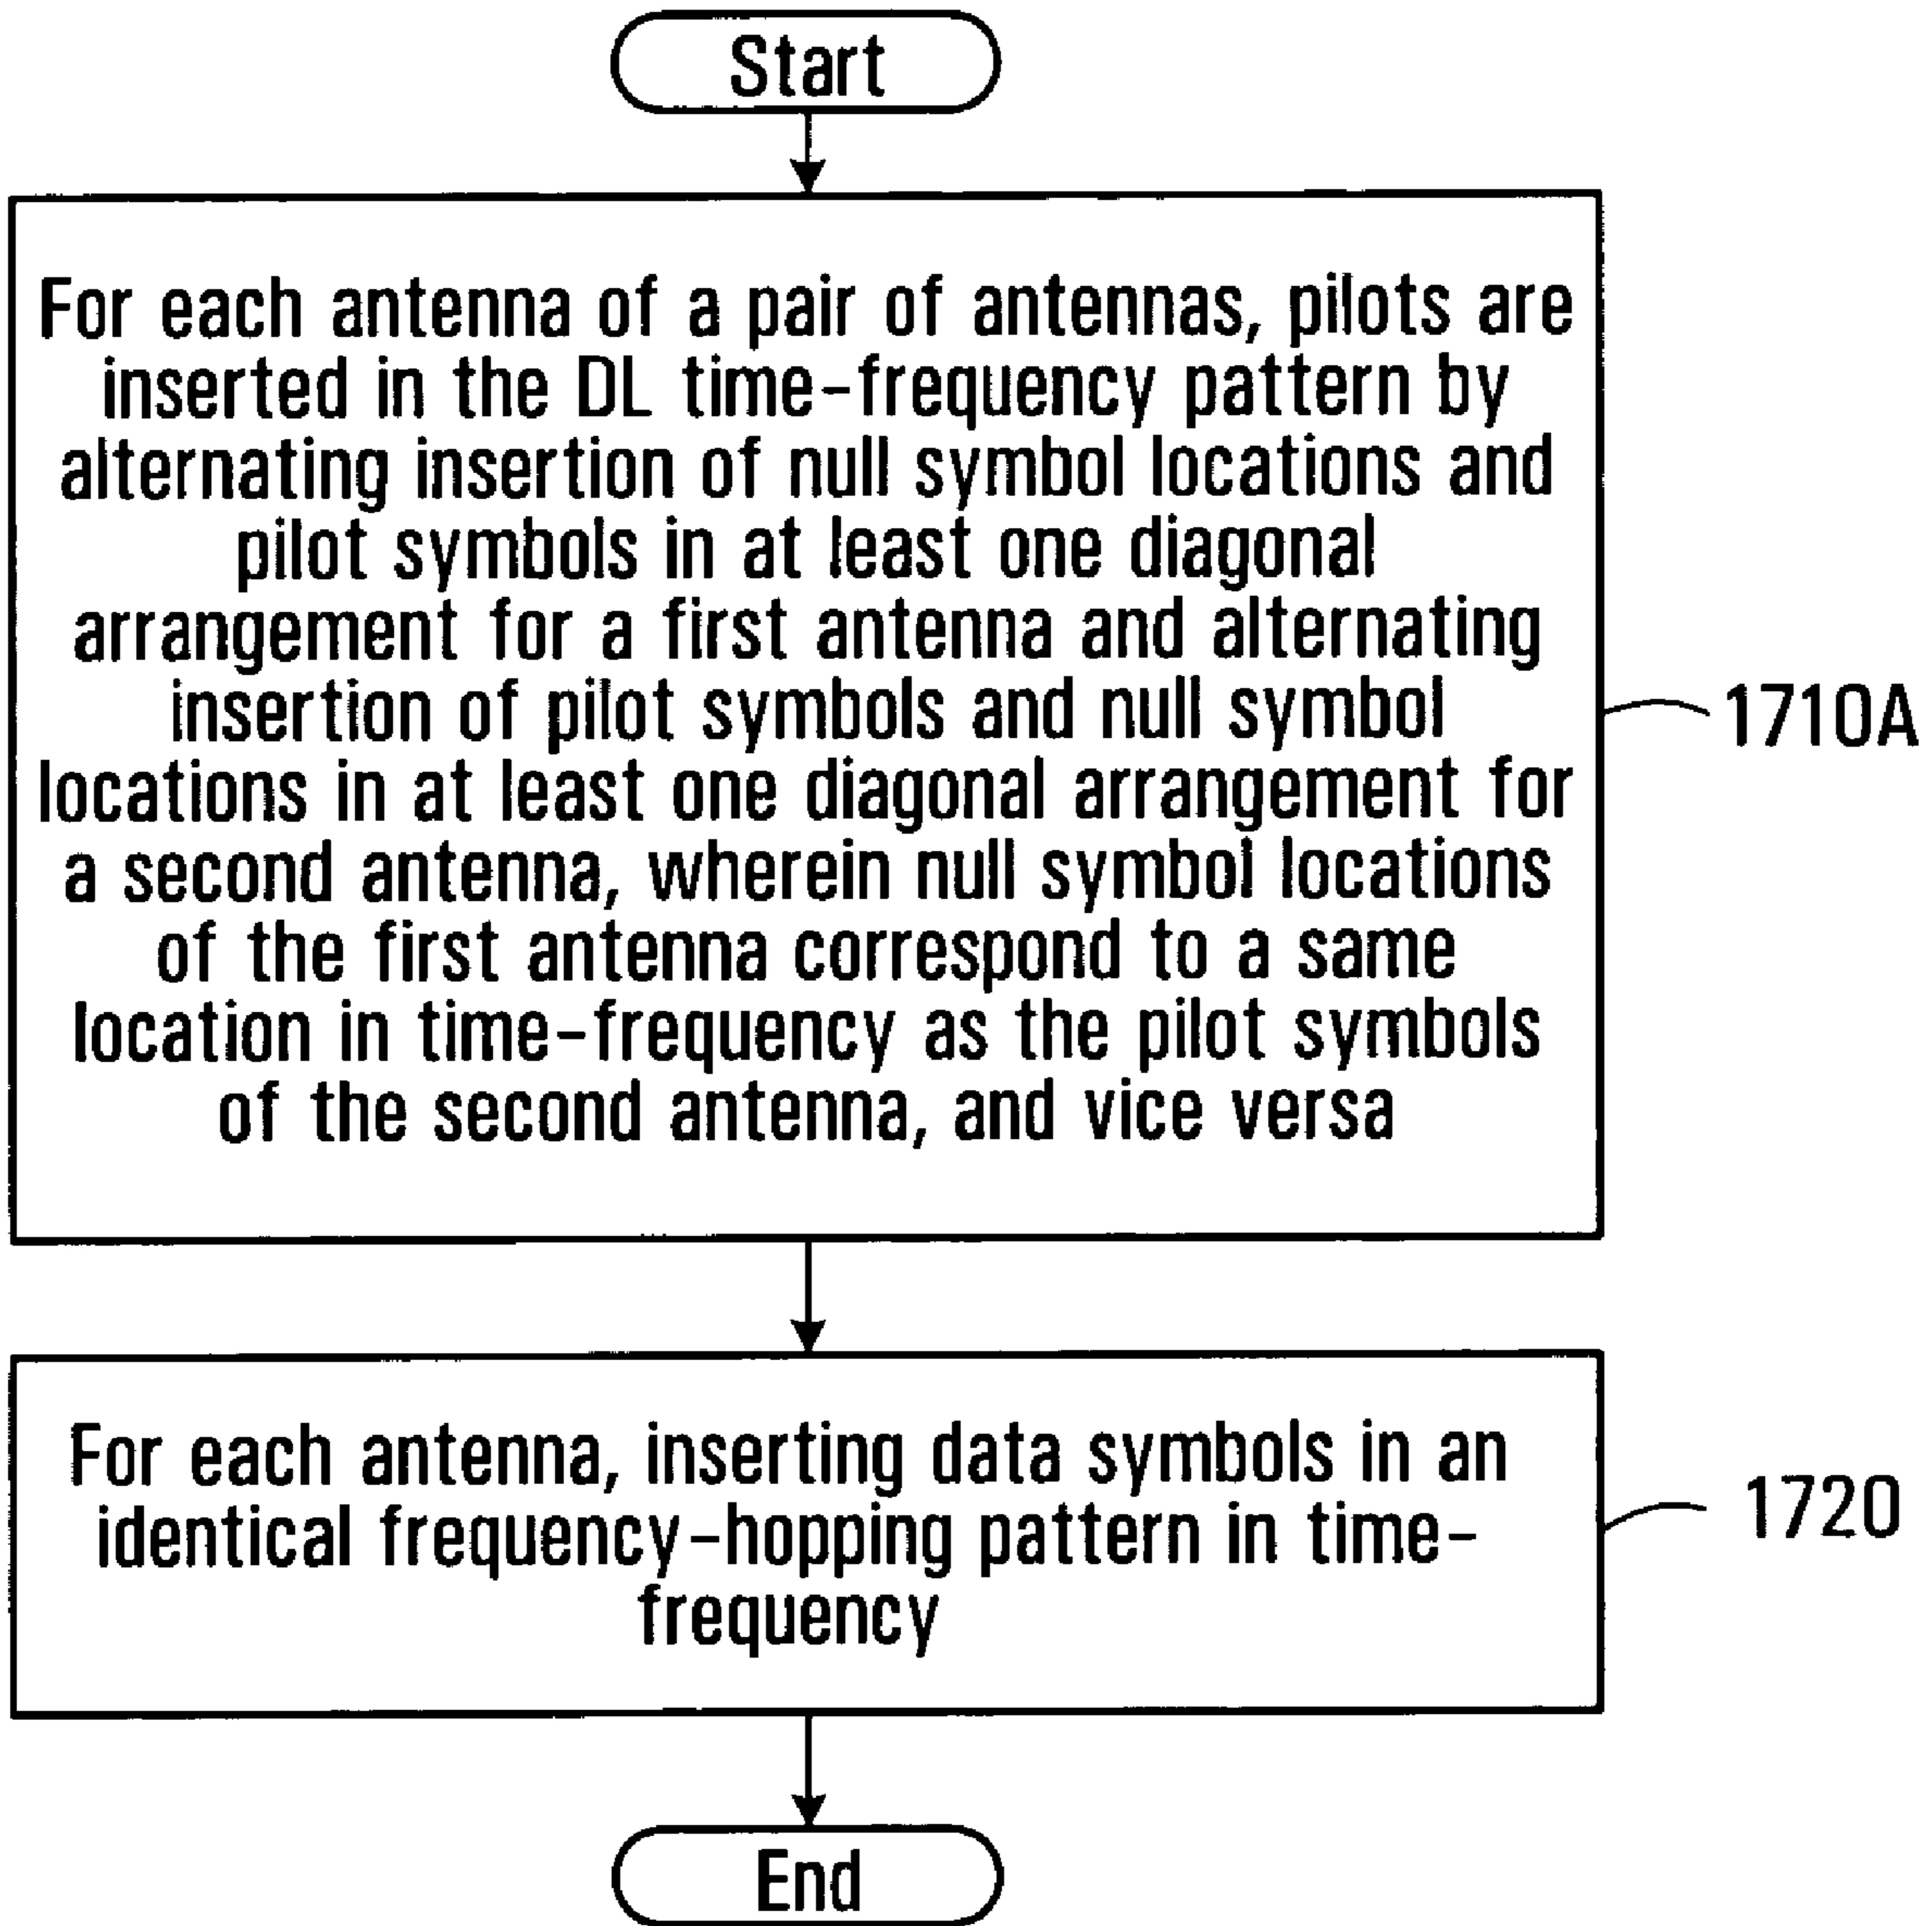 Start
For each antenna of a pair of antennas, pilots are
inserted in the DL time-frequency pattern by
alternating insertion of null symbol locations and
pilot symbols in at least one diagonal
arrangement for a first antenna and alternating
insertion of pilot symbols and null symbol
locations in at least one diagonal arrangement for
a second antenna, wherein null symbol locations
of the first antenna correspond to a same
location in time-frequency as the pilot symbols
of the second antenna, and vice versa
1710A
For each antenna, inserting data symbols in an
identical frequency-hopping pattern in time-
frequency
1720
End